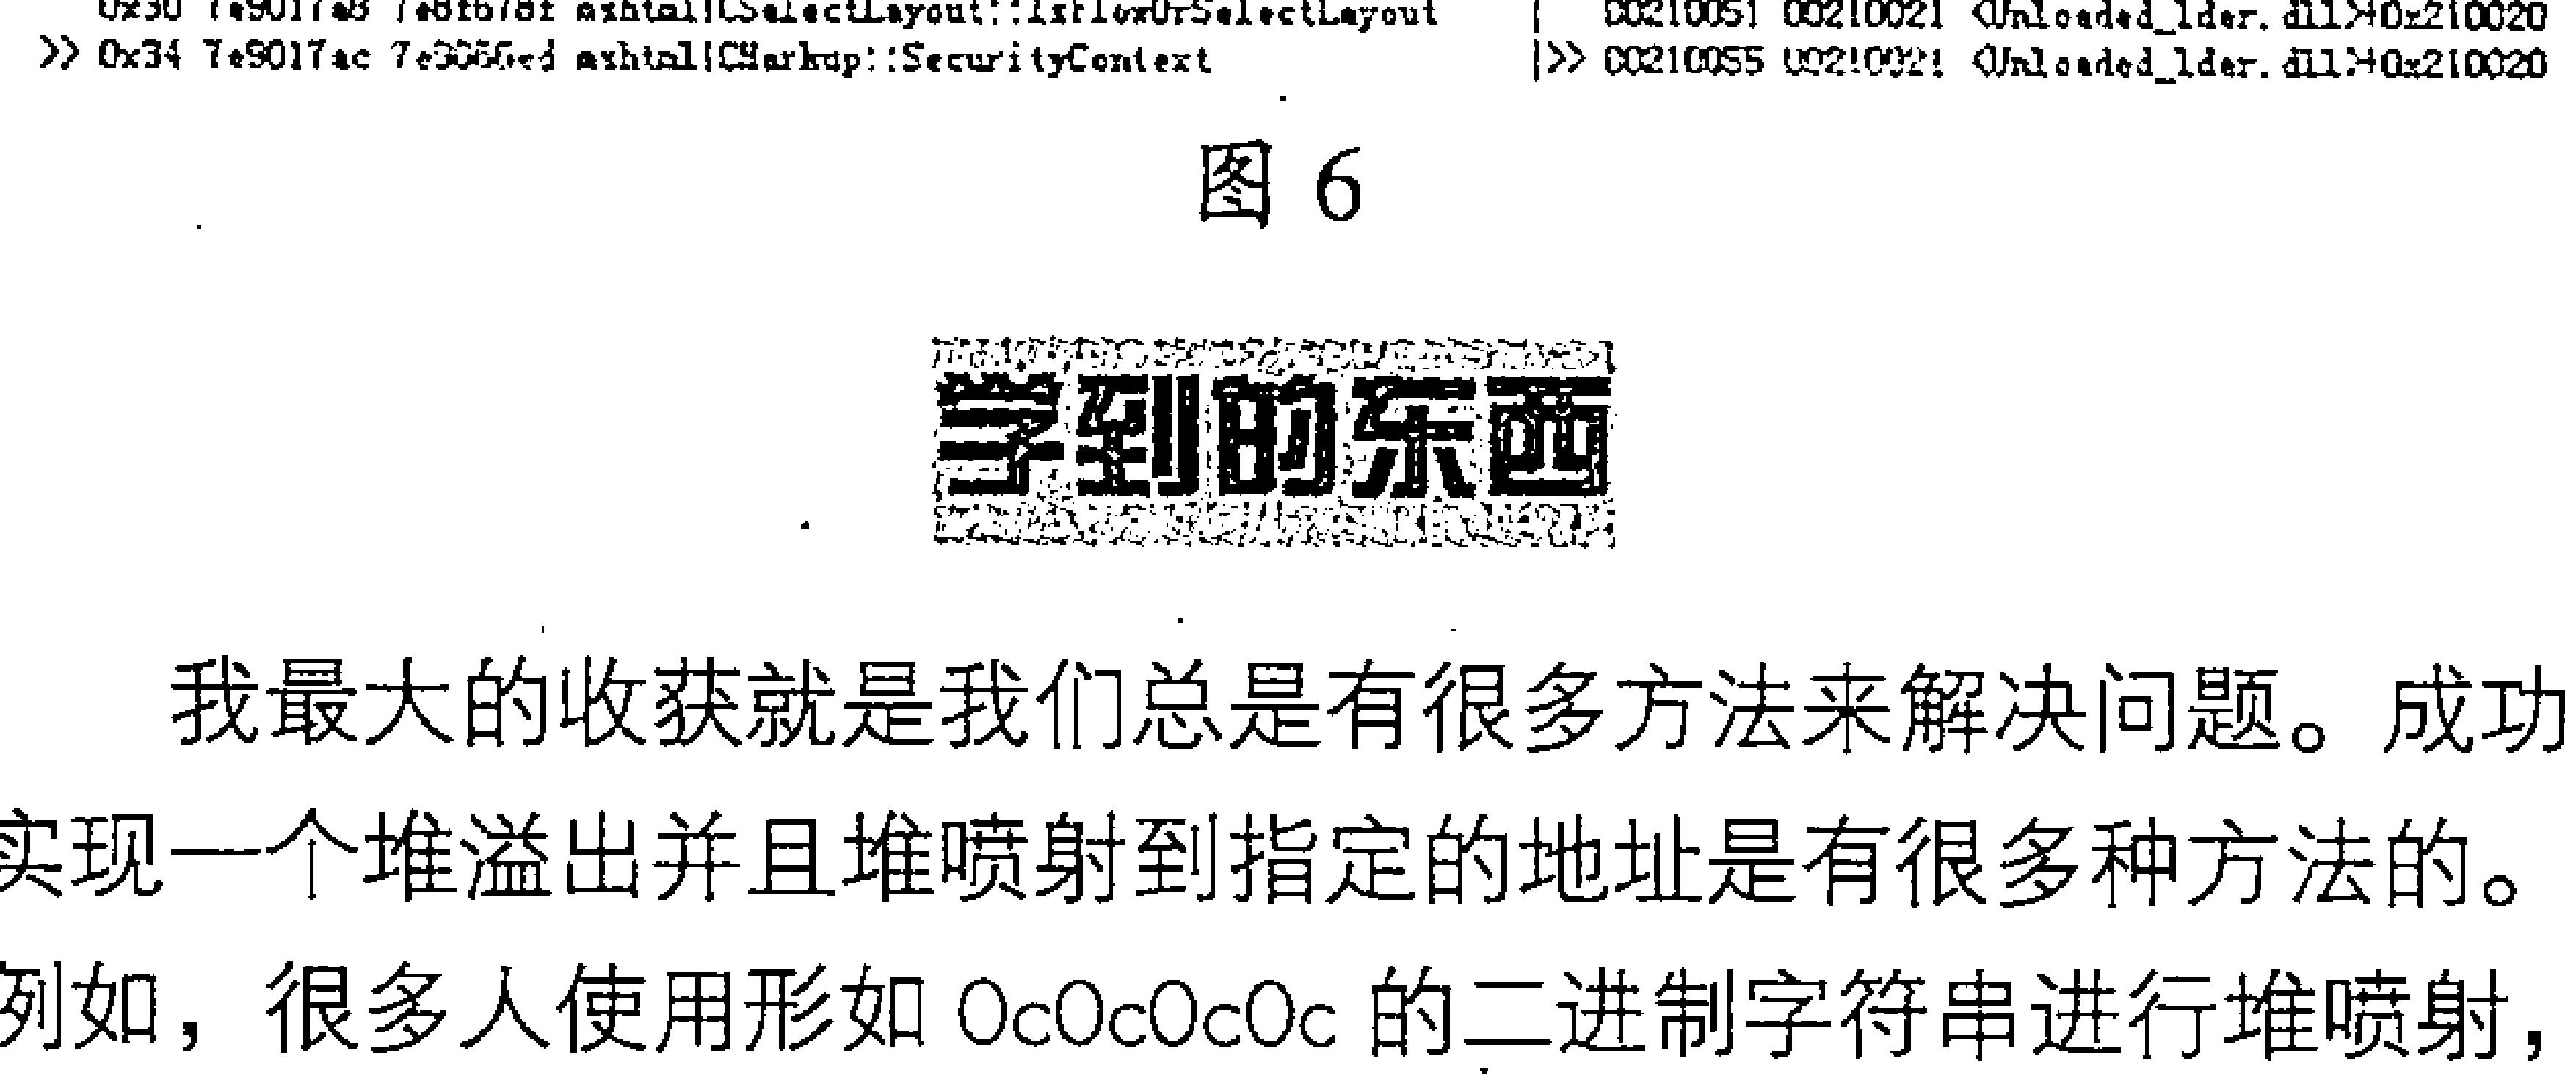 mshtml!CSelectLayout::IsFlowOrSelectLayout | 00210051 00210021 <Unloaded_lder.dll>+0x210020
>> 0x34 7e9017ac mshtml!CMarkup::SecurityContext |>> 00210055 00210021 <Unloaded_lder.dll>+0x210020
图 6
学到的东西
我最大的收获就是我们总是有很多方法来解决问题。成功
实现一个堆溢出并且堆喷射到指定的地址是有很多种方法的。
例如，很多人使用形如 0c0c0c0c 的二进制字符串进行堆喷射，